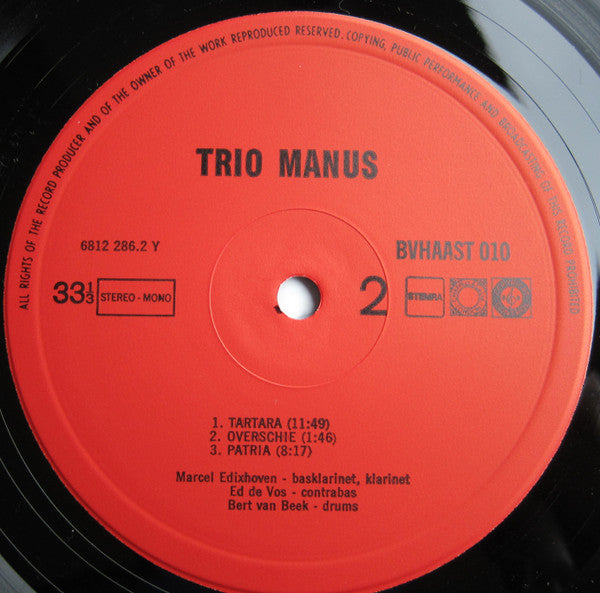 ALL RIGHTS OF THE RECORD PRODUCER AND OF THE OWNER OF THE WORK REPRODUCED RESERVED. COPYING, PUBLIC PERFORMANCE AND BROADCASTING OF THIS RECORD PROHIBITED
TRIO MANUS
6812 286.2 Y
BVHAAST 010
33⅓ STEREO - MONO
2 STEMRA
1. TARTARA (11:49)
2. OVERSCHIE (1:46)
3. PATRIA (8:17)
Marcel Edixhoven - basklarinet, klarinet
Ed de Vos - contrabas
Bert van Beek - drums